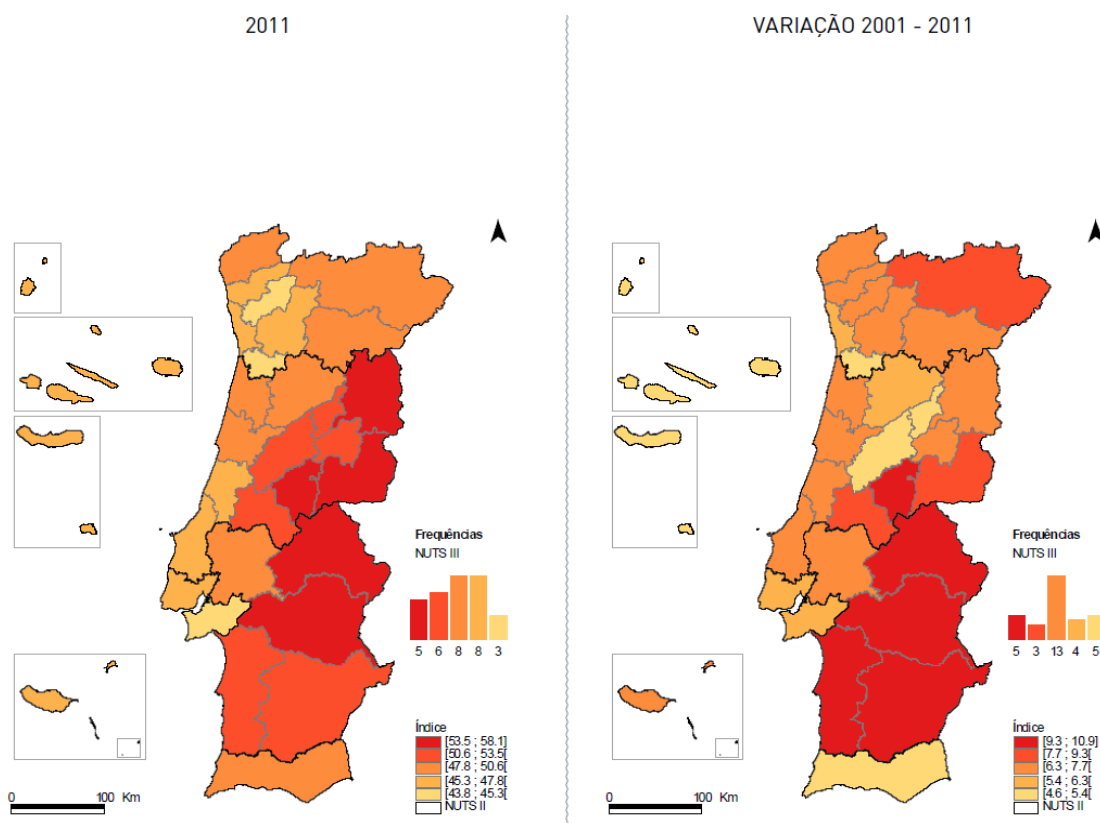 2011
Frequências
NUTS III
5 6 8 8 3
Índice
[53.5 ; 58.1]
[50.6 ; 53.5[
[47.8 ; 50.6[
[45.3 ; 47.8[
[43.8 ; 45.3[
NUTS II
0 100 Km
VARIAÇÃO 2001 - 2011
Frequências
NUTS III
5 3 13 4 5
Índice
[9.3 ; 10.9]
[7.7 ; 9.3[
[6.3 ; 7.7[
[5.4 ; 6.3[
[4.6 ; 5.4[
NUTS II
0 100 Km